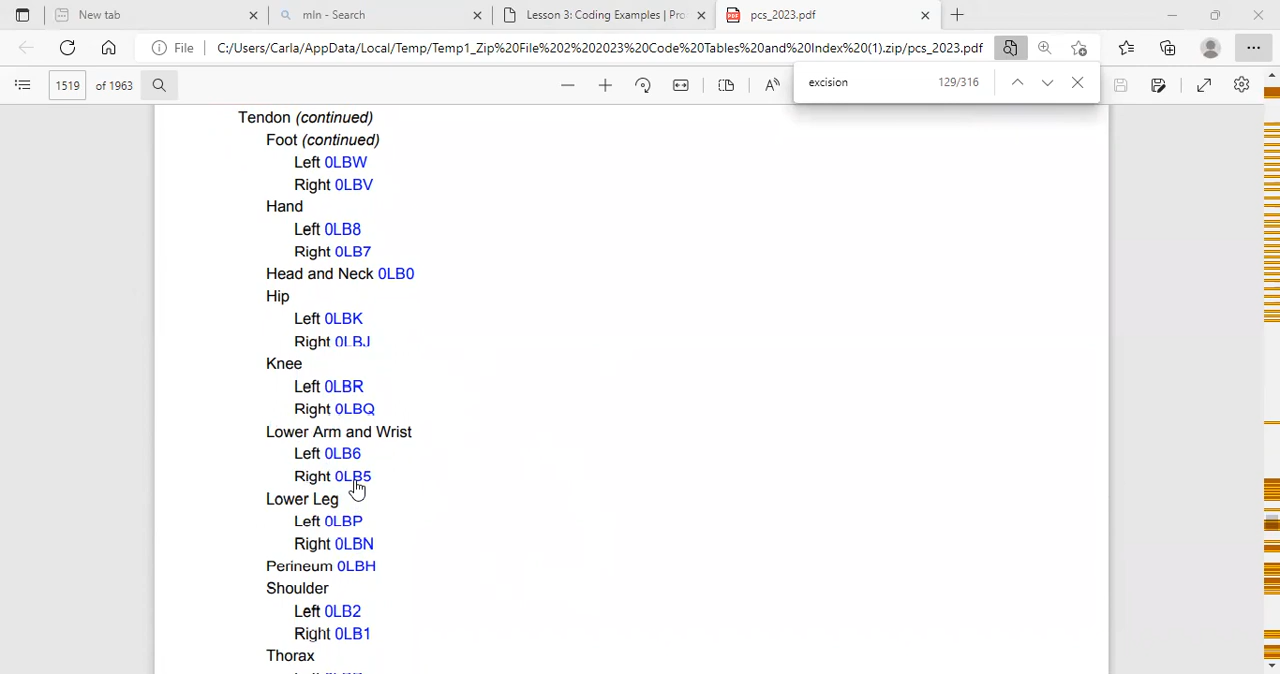 New tab
mln - Search
Lesson 3: Coding Examples | Pro
pcs_2023.pdf
File
C:/Users/Carla/AppData/Local/Temp/Temp1_Zip%20File%202%202023%20Code%20Tables%20and%20Index%20(1).zip/pcs_2023.pdf
1519 of 1963
excision 129/316
Tendon (continued)
Foot (continued)
Left 0LBW
Right 0LBV
Hand
Left 0LB8
Right 0LB7
Head and Neck 0LB0
Hip
Left 0LBK
Right 0LBJ
Knee
Left 0LBR
Right 0LBQ
Lower Arm and Wrist
Left 0LB6
Right 0LB5
Lower Leg
Left 0LBP
Right 0LBN
Perineum 0LBH
Shoulder
Left 0LB2
Right 0LB1
Thorax